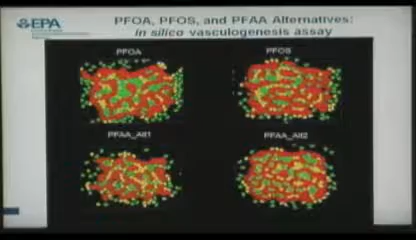 EPA
PFOA, PFOS, and PFAA Alternatives:
in silico vasculogenesis assay
PFOA
PFOS
PFAA_Alt1
PFAA_Alt2